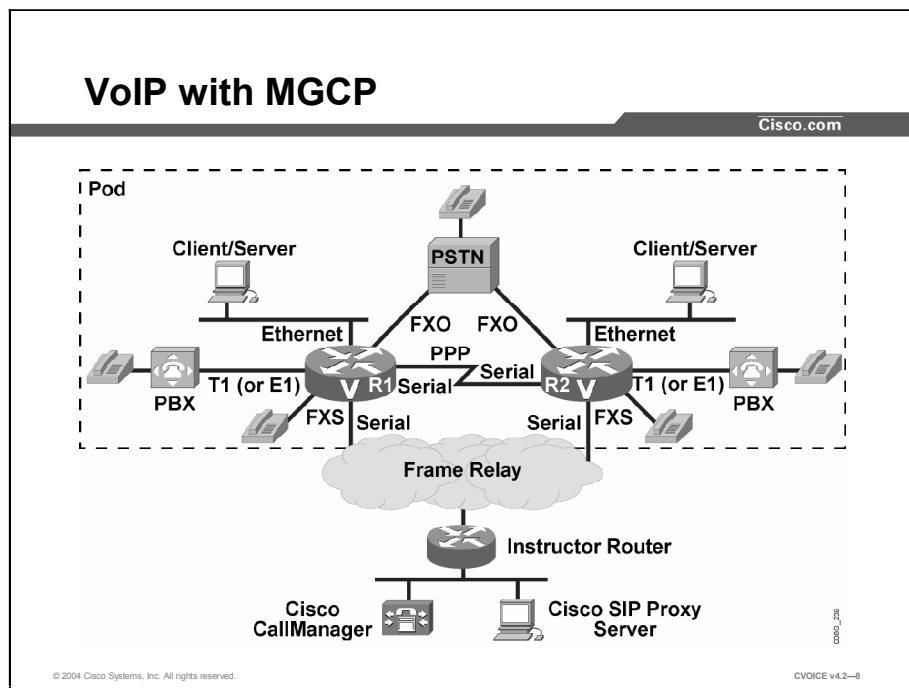 VoIP with MGCP
Cisco.com
Pod
PSTN
Client/Server
Client/Server
FXO
FXO
Ethernet
Ethernet
PPP
Serial
Serial
R1
V
R2
V
T1 (or E1)
T1 (or E1)
PBX
PBX
FXS
FXS
Serial
Serial
Frame Relay
Instructor Router
Cisco
CallManager
Cisco SIP Proxy
Server
© 2004 Cisco Systems, Inc. All rights reserved.
CVOICE v4.2—8